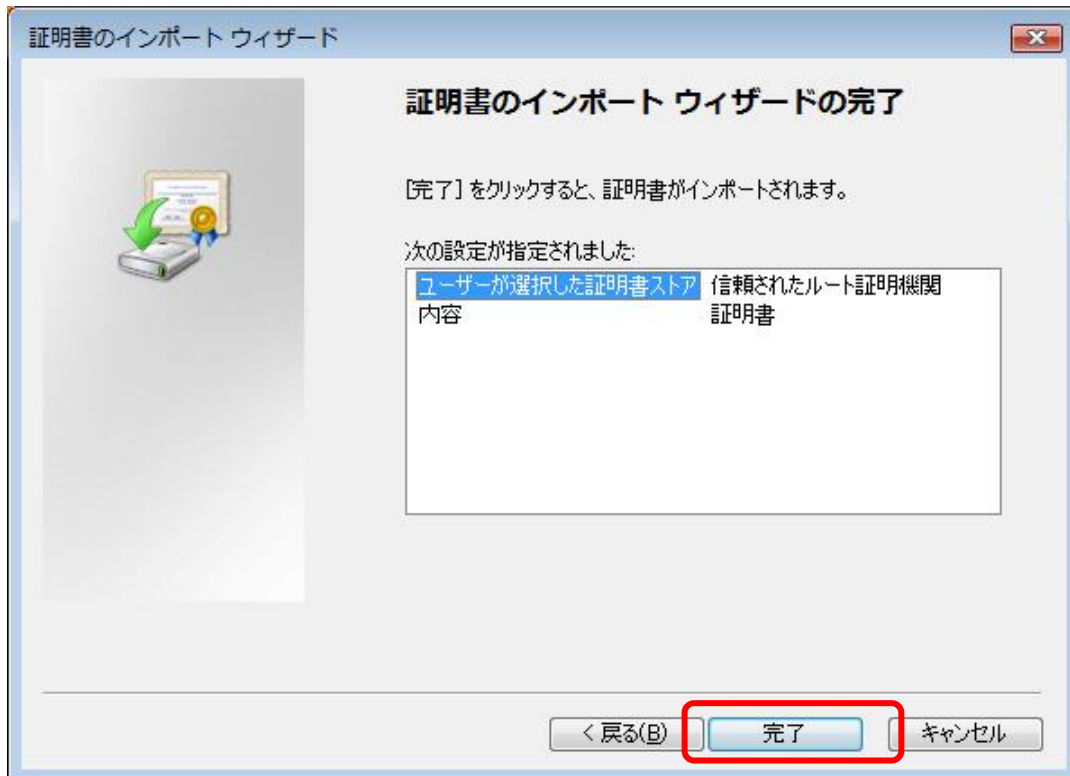 証明書のインポート ウィザード
証明書のインポート ウィザードの完了
[完了] をクリックすると、証明書がインポートされます。
次の設定が指定されました:
ユーザーが選択した証明書ストア 信頼されたルート証明機関
内容 証明書
< 戻る(B) 完了 キャンセル